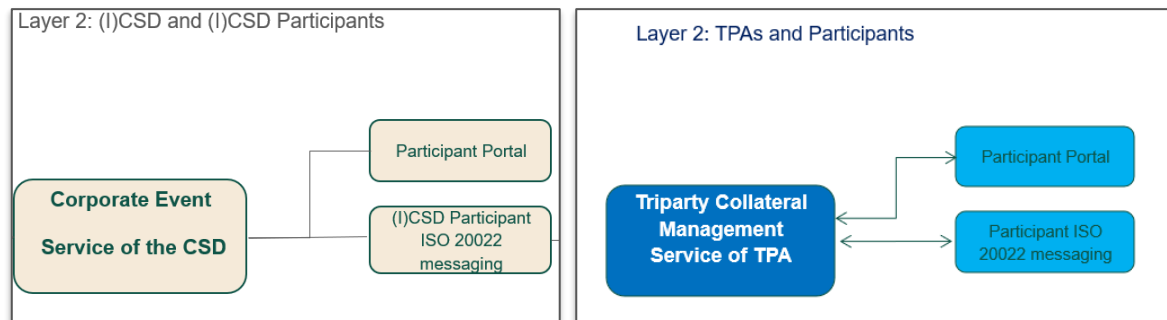 Layer 2: (I)CSD and (I)CSD Participants
Participant Portal
Corporate Event
Service of the CSD
(I)CSD Participant
ISO 20022
messaging
Layer 2: TPAs and Participants
Participant Portal
Triparty Collateral
Management
Service of TPA
Participant ISO
20022 messaging